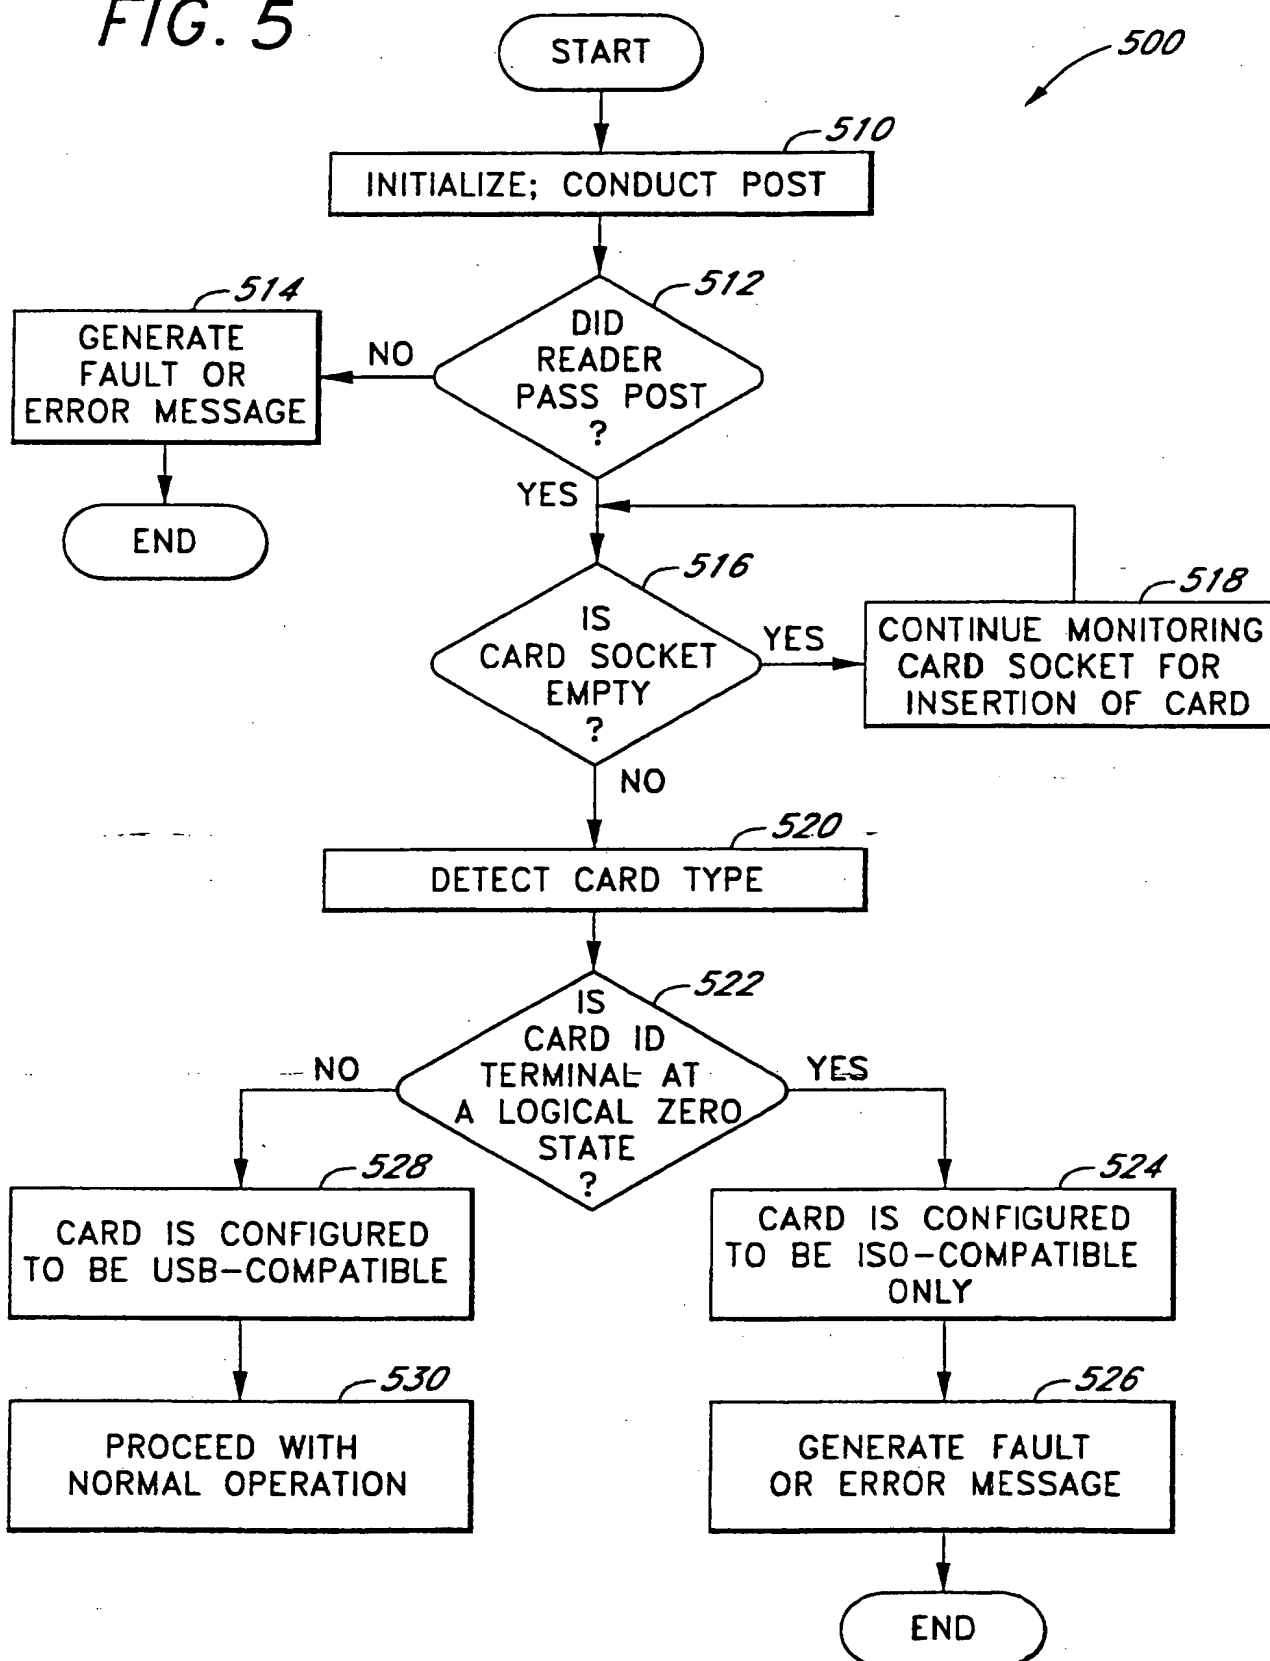 FIG. 5
START
500
510
INITIALIZE; CONDUCT POST
514
GENERATE
FAULT OR
ERROR MESSAGE
NO
512
DID
READER
PASS POST
?
YES
END
516
IS
CARD SOCKET
EMPTY
?
YES
518
CONTINUE MONITORING
CARD SOCKET FOR
INSERTION OF CARD
NO
520
DETECT CARD TYPE
522
IS
CARD ID
TERMINAL AT
A LOGICAL ZERO
STATE
?
NO
YES
528
CARD IS CONFIGURED
TO BE USB-COMPATIBLE
524
CARD IS CONFIGURED
TO BE ISO-COMPATIBLE
ONLY
530
PROCEED WITH
NORMAL OPERATION
526
GENERATE FAULT
OR ERROR MESSAGE
END